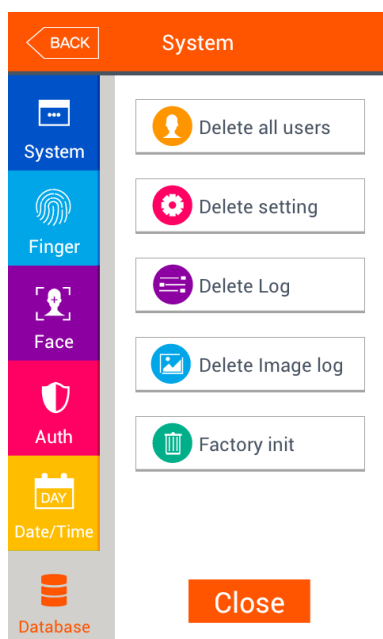 BACK
System
System
Finger
Face
Auth
DAY
Date/Time
Database
Delete all users
Delete setting
Delete Log
Delete Image log
Factory init
Close